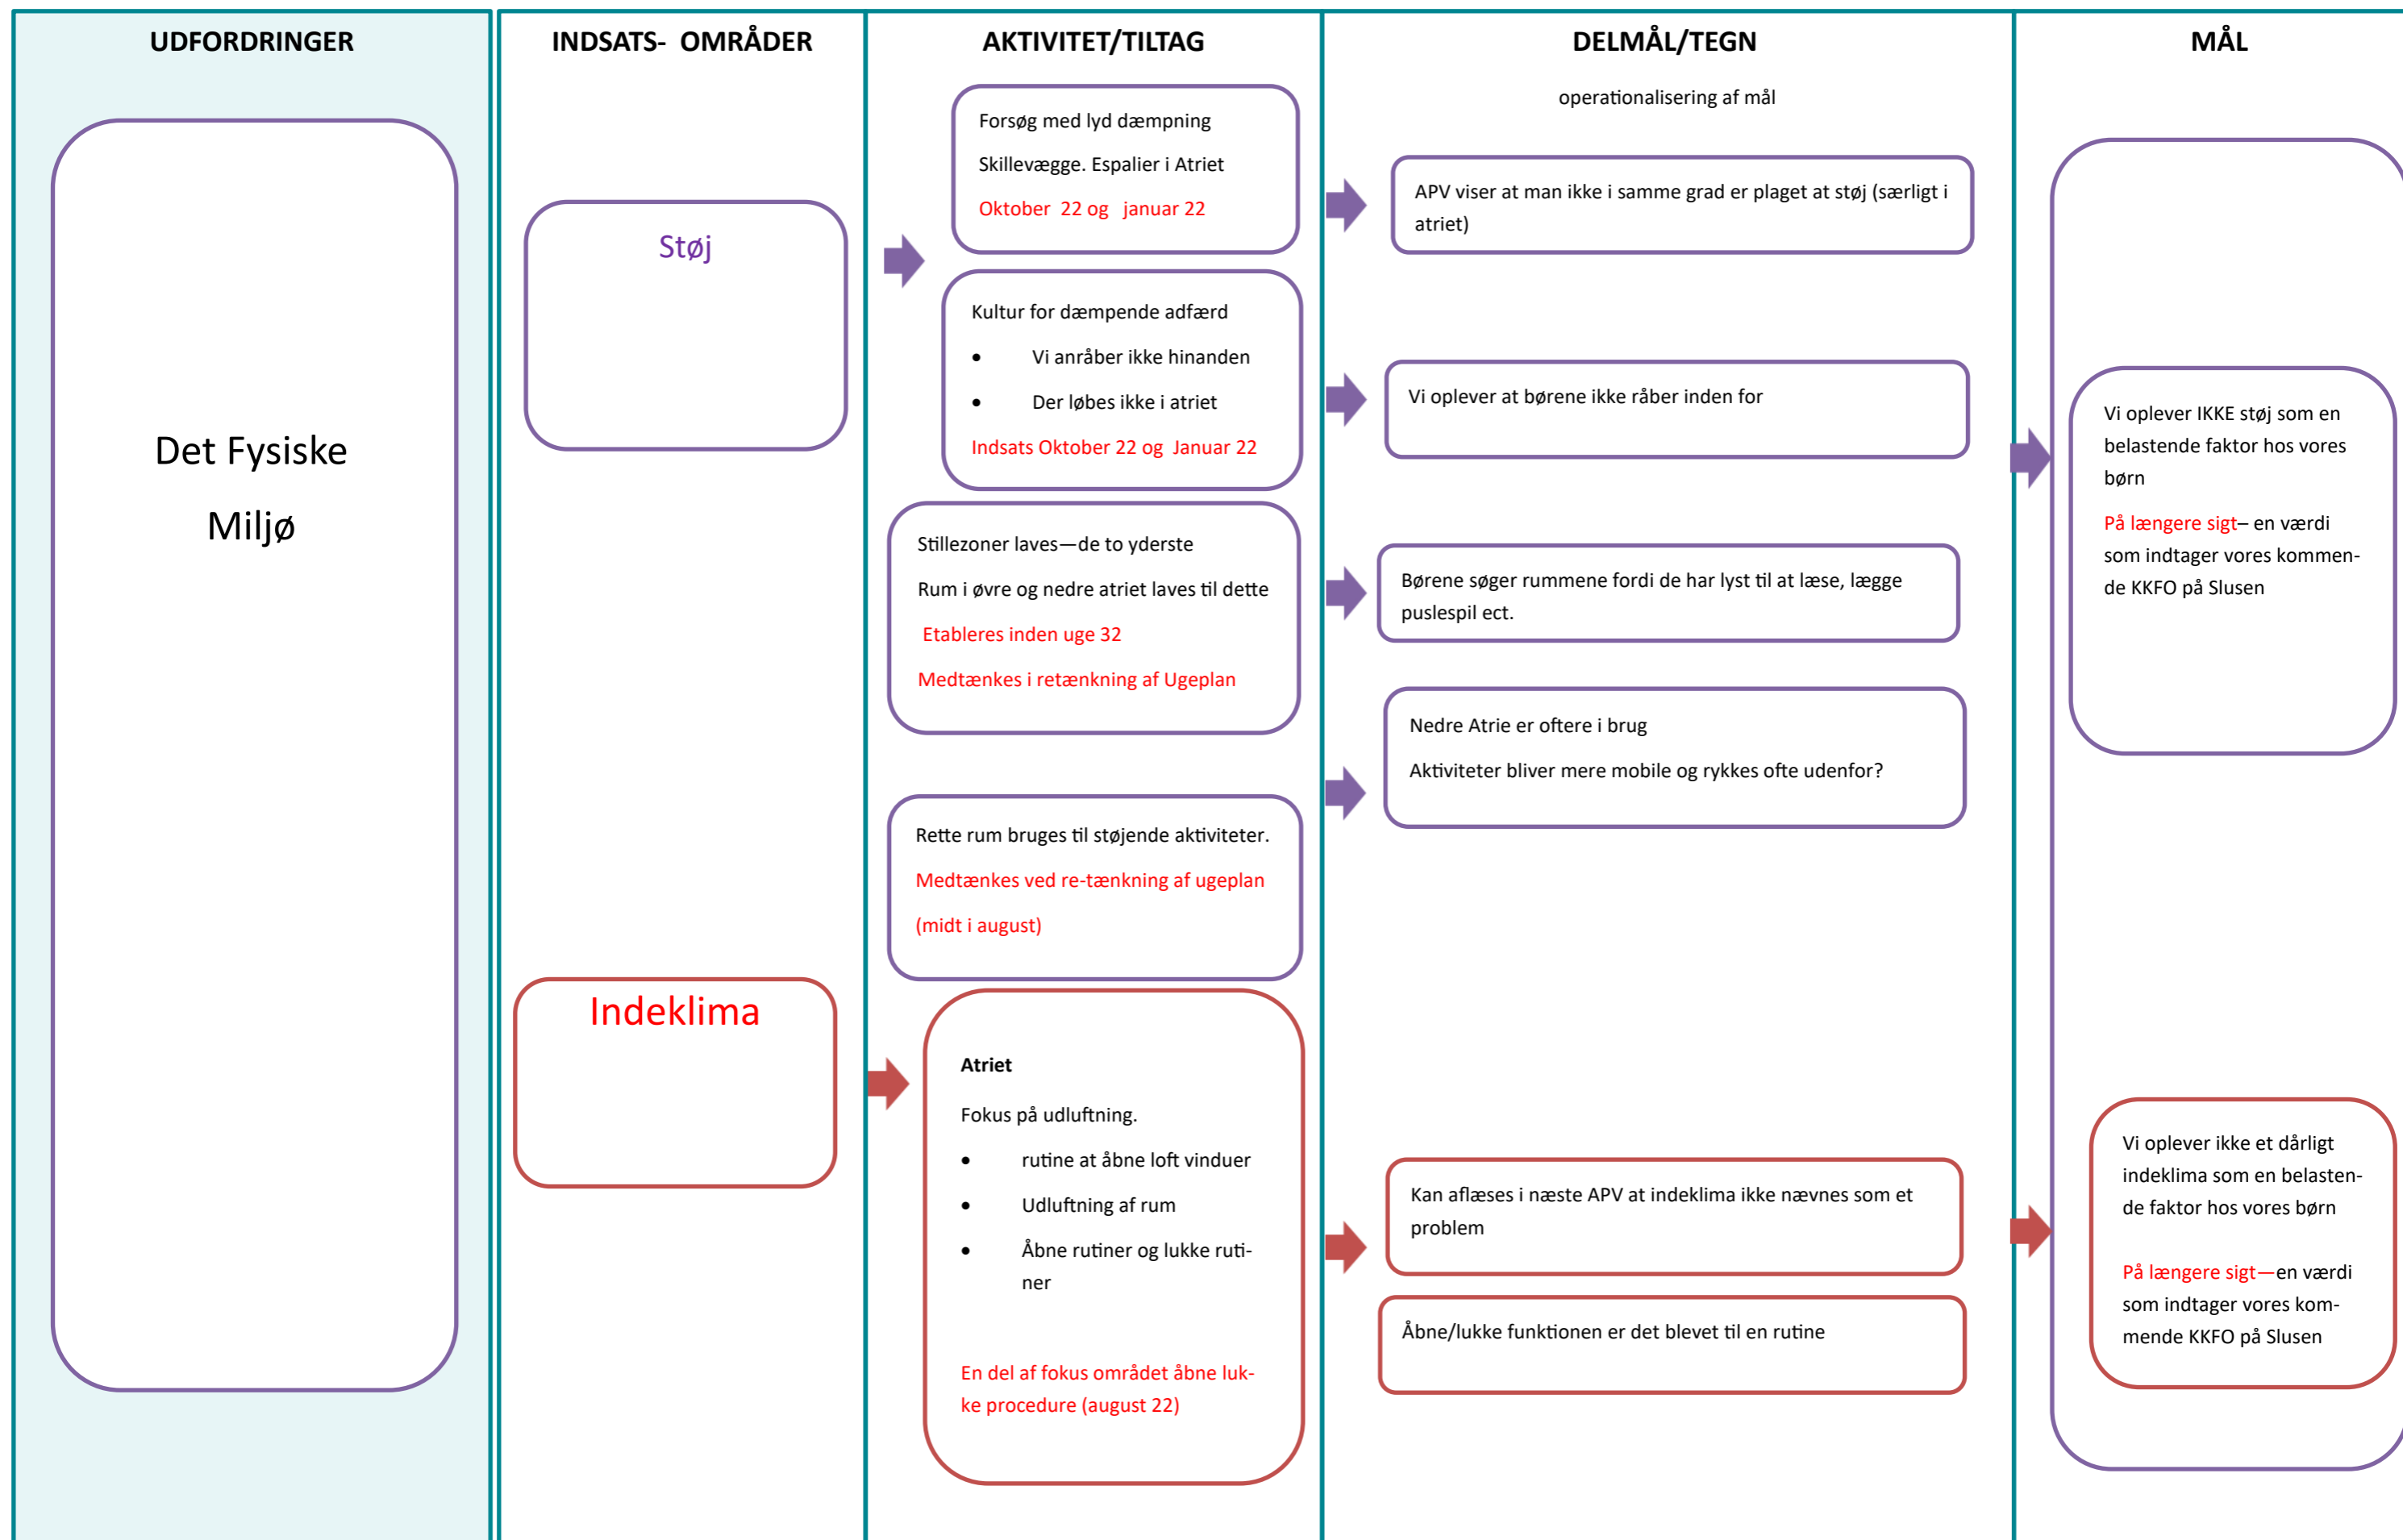 UDFORDRINGER
Det Fysiske
Miljø
INDSATS-  OMRÅDER
Støj
Indeklima
AKTIVITET/TILTAG
Forsøg med lyd dæmpning
Skillevægge. Espalier i Atriet
Oktober  22 og   januar 22
Kultur for dæmpende adfærd
• Vi anråber ikke hinanden
• Der løbes ikke i atriet
Indsats Oktober 22 og  Januar 22
Stillezoner laves—de to yderste
Rum i øvre og nedre atriet laves til dette
Etableres inden uge 32
Medtænkes i retænkning af Ugeplan
Rette rum bruges til støjende aktiviteter.
Medtænkes ved re-tænkning af ugeplan
(midt i august)
Atriet
Fokus på udluftning.
• rutine at åbne loft vinduer
• Udluftning af rum
• Åbne rutiner og lukke ruti-
ner
En del af fokus området åbne luk-
ke procedure (august 22)
DELMÅL/TEGN
operationalisering af mål
APV viser at man ikke i samme grad er plaget at støj (særligt i
atriet)
Vi oplever at børene ikke råber inden for
Børene søger rummene fordi de har lyst til at læse, lægge
puslespil ect.
Nedre Atrie er oftere i brug
Aktiviteter bliver mere mobile og rykkes ofte udenfor?
Kan aflæses i næste APV at indeklima ikke nævnes som et
problem
Åbne/lukke funktionen er det blevet til en rutine
MÅL
Vi oplever IKKE støj som en
belastende faktor hos vores
børn
På længere sigt– en værdi
som indtager vores kommen-
de KKFO på Slusen
Vi oplever ikke et dårligt
indeklima som en belasten-
de faktor hos vores børn
På længere sigt—en værdi
som indtager vores kom-
mende KKFO på Slusen